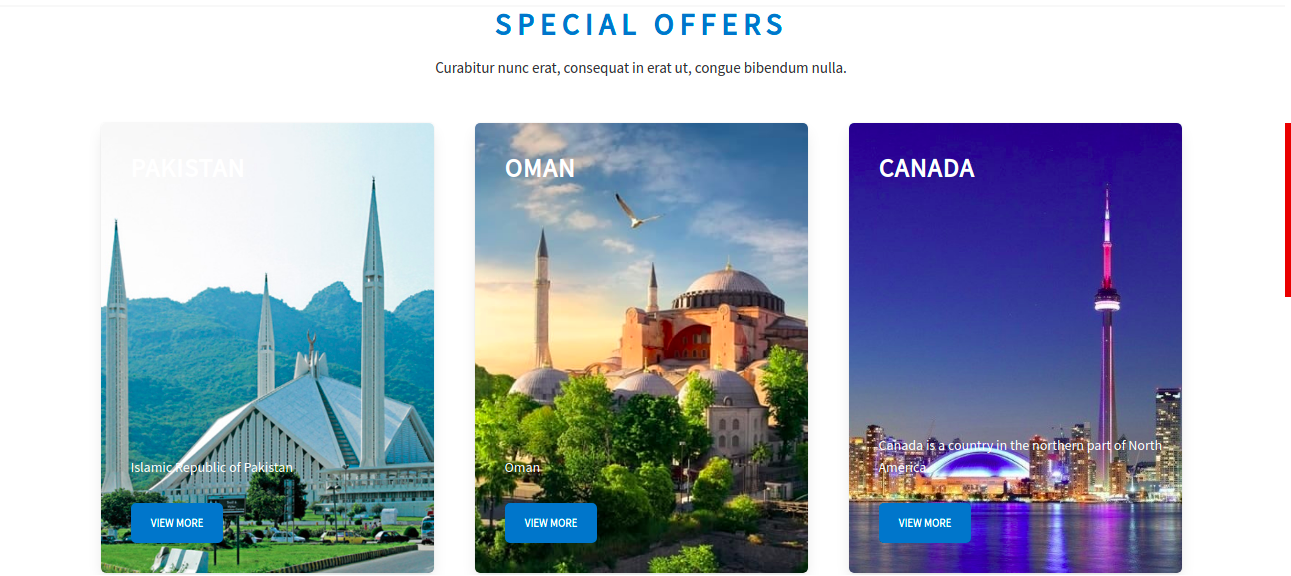 SPECIAL OFFERS
Curabitur nunc erat, consequat in erat ut, congue bibendum nulla.
PAKISTAN
Islamic Republic of Pakistan
VIEW MORE
OMAN
Oman
VIEW MORE
CANADA
Canada is a country in the northern part of North
America
VIEW MORE